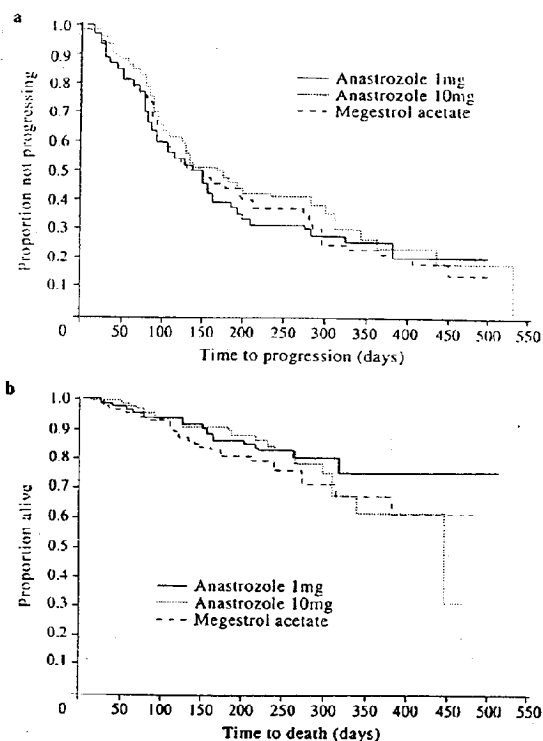 a
1.0
0.9
0.8
0.7
0.6
0.5
0.4
0.3
0.2
0.1
0
Proportion not progressing
Anastrozole 1mg
Anastrozole 10mg
Megestrol acetate
50 100 150 200 250 300 350 400 450 500 550
Time to progression (days)
b
1.0
0.9
0.8
0.7
0.6
0.5
0.4
0.3
0.2
0.1
0
Proportion alive
Anastrozole 1mg
Anastrozole 10mg
Megestrol acetate
50 100 150 200 250 300 350 400 450 500 550
Time to death (days)